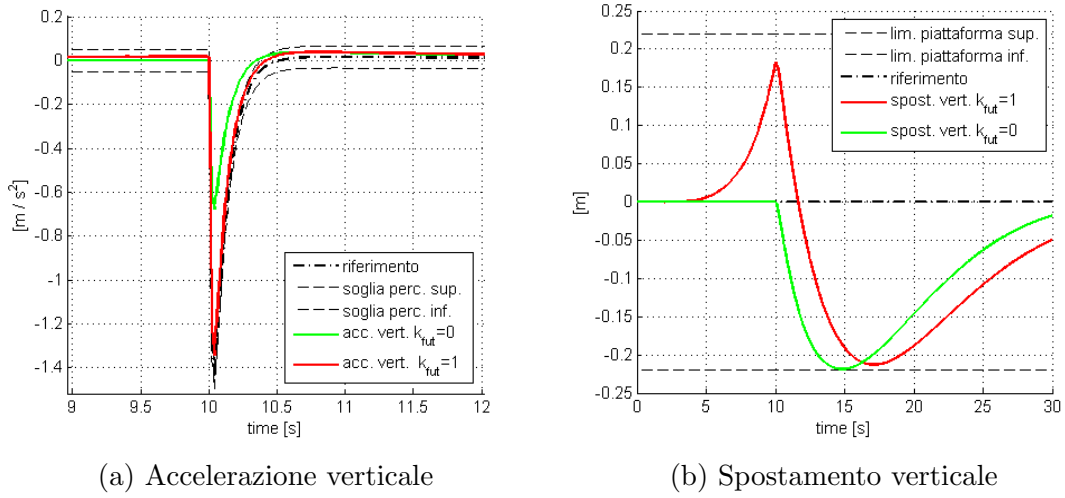 0.2
0
-0.2
-0.4
-0.6
-0.8
-1
-1.2
-1.4
[m / s²]
9
9.5
10
10.5
11
11.5
12
time [s]
riferimento
soglia perc. sup.
soglia perc. inf.
acc. vert. k_fut=0
acc. vert. k_fut=1
(a) Accelerazione verticale
0.25
0.2
0.15
0.1
0.05
0
-0.05
-0.1
-0.15
-0.2
0.25
[m]
0
5
10
15
20
25
30
time [s]
lim. piattaforma sup.
lim. piattaforma inf.
riferimento
spost. vert. k_fut=1
spost. vert. k_fut=0
(b) Spostamento verticale